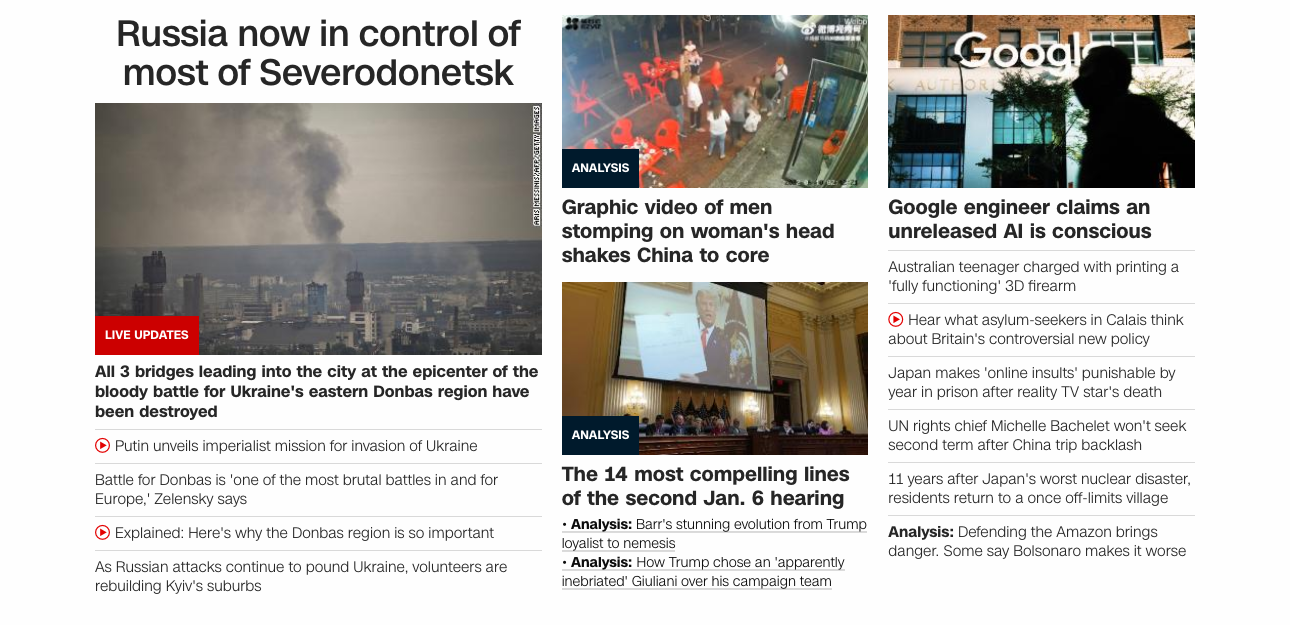 Russia now in control of
most of Severodonetsk
ARIS MESSINIS/AFP/GETTY IMAGES
LIVE UPDATES
All 3 bridges leading into the city at the epicenter of the
bloody battle for Ukraine's eastern Donbas region have
been destroyed
Putin unveils imperialist mission for invasion of Ukraine
Battle for Donbas is 'one of the most brutal battles in and for
Europe,' Zelensky says
Explained: Here's why the Donbas region is so important
As Russian attacks continue to pound Ukraine, volunteers are
rebuilding Kyiv's suburbs
Weibo
ANALYSIS
Graphic video of men
stomping on woman's head
shakes China to core
ANALYSIS
The 14 most compelling lines
of the second Jan. 6 hearing
• Analysis: Barr's stunning evolution from Trump
loyalist to nemesis
• Analysis: How Trump chose an 'apparently
inebriated' Giuliani over his campaign team
Google
AUTHOR
Google engineer claims an
unreleased AI is conscious
Australian teenager charged with printing a
'fully functioning' 3D firearm
Hear what asylum-seekers in Calais think
about Britain's controversial new policy
Japan makes 'online insults' punishable by
year in prison after reality TV star's death
UN rights chief Michelle Bachelet won't seek
second term after China trip backlash
11 years after Japan's worst nuclear disaster,
residents return to a once off-limits village
Analysis: Defending the Amazon brings
danger. Some say Bolsonaro makes it worse